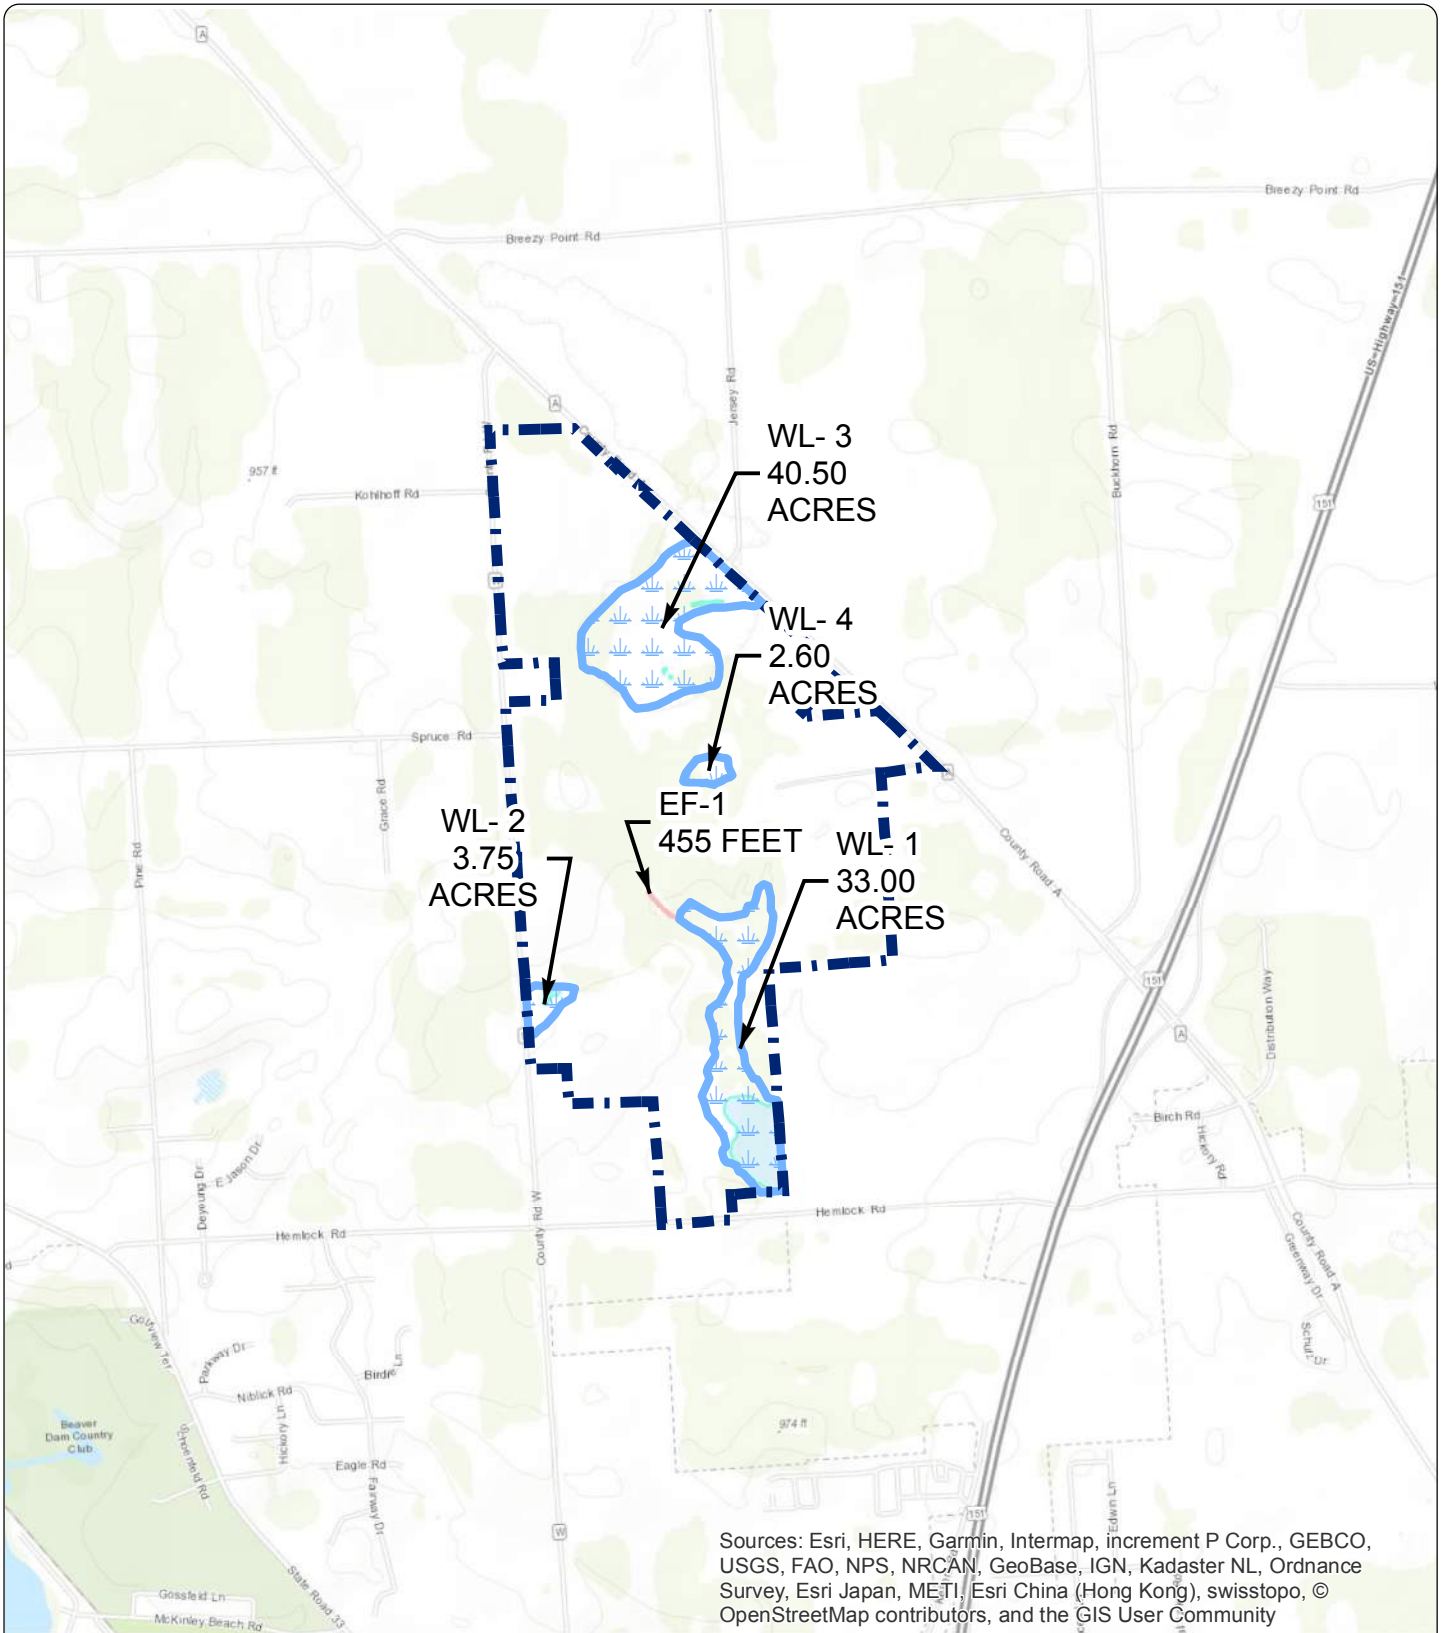 A
Breezy Point Rd
Breezy Point Rd
US-Highway-151
Jersey Rd
A
WL- 3
40.50
ACRES
957 ft
Kohlhoff Rd
Buckhorn Rd
151
WL- 4
2.60
ACRES
Spruce Rd
Grace Rd
Pine Rd
WL- 2
3.75
ACRES
EF-1
455 FEET
WL- 1
33.00
ACRES
County Road A
151
A
Distribution Way
Birch Rd
Hickory Rd
E Jason Dr
Deyoung Dr
Hemlock Rd
Hemlock Rd
County Rd W
County Road A
Greenway Dr
Schulz Dr
Golfview Ter
Parkway Dr
Birdie Ln
Niblick Rd
Hickory Ln
Beaver
Dam Country
Club
Schoenfeld Rd
Eagle Rd
Fairway Dr
974 ft
Edwin Ln
151
W
State Road 33
Gossfeld Ln
McKinley Beach Rd
Sources: Esri, HERE, Garmin, Intermap, increment P Corp., GEBCO,
USGS, FAO, NPS, NRCAN, GeoBase, IGN, Kadaster NL, Ordnance
Survey, Esri Japan, METI, Esri China (Hong Kong), swisstopo, ©
OpenStreetMap contributors, and the GIS User Community